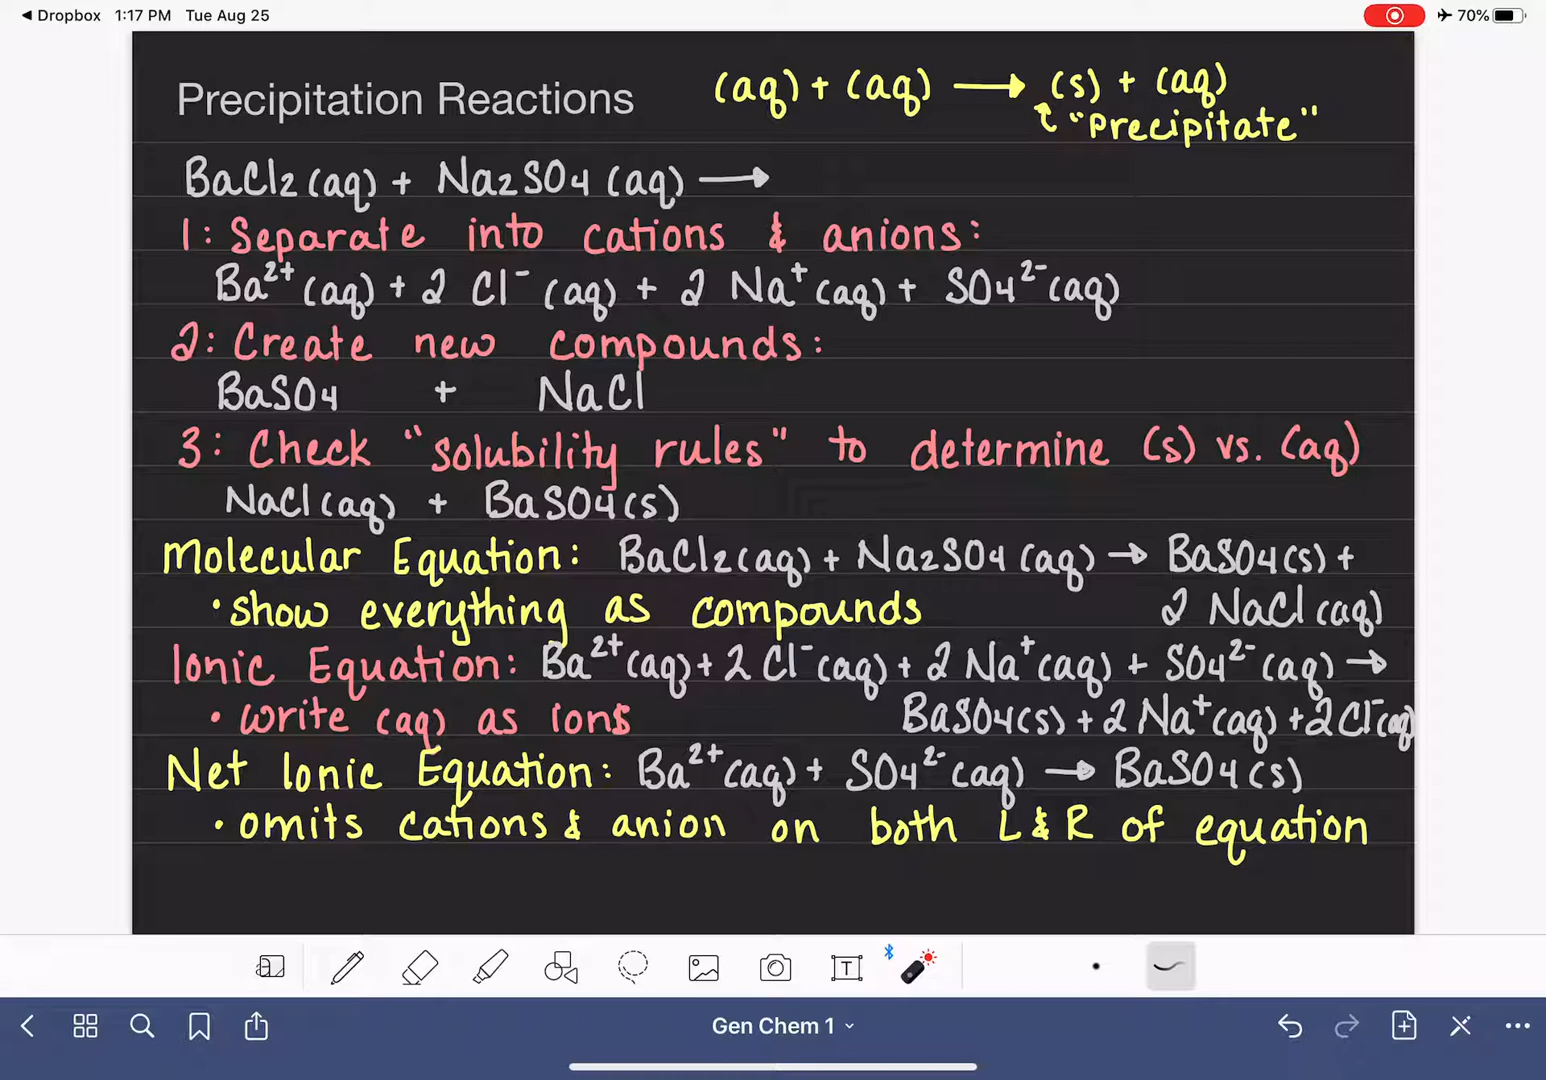 Dropbox 1:17 PM Tue Aug 25 70%
Precipitation Reactions (aq) + (aq) → (s) + (aq)
"Precipitate"
BaCl2 (aq) + Na2SO4 (aq) →
1: Separate into cations & anions:
Ba²⁺ (aq) + 2 Cl⁻ (aq) + 2 Na⁺ (aq) + SO4²⁻ (aq)
2: Create new compounds:
BaSO4 + NaCl
3: Check "solubility rules" to determine (s) vs. (aq)
NaCl (aq) + BaSO4 (s)
Molecular Equation: BaCl2 (aq) + Na2SO4 (aq) → BaSO4 (s) +
• show everything as compounds 2 NaCl (aq)
Ionic Equation: Ba²⁺ (aq) + 2 Cl⁻ (aq) + 2 Na⁺ (aq) + SO4²⁻ (aq) →
• write (aq) as ions BaSO4 (s) + 2 Na⁺ (aq) + 2 Cl⁻ (aq)
Net Ionic Equation: Ba²⁺ (aq) + SO4²⁻ (aq) → BaSO4 (s)
• omits cations & anion on both L & R of equation
T
Gen Chem 1